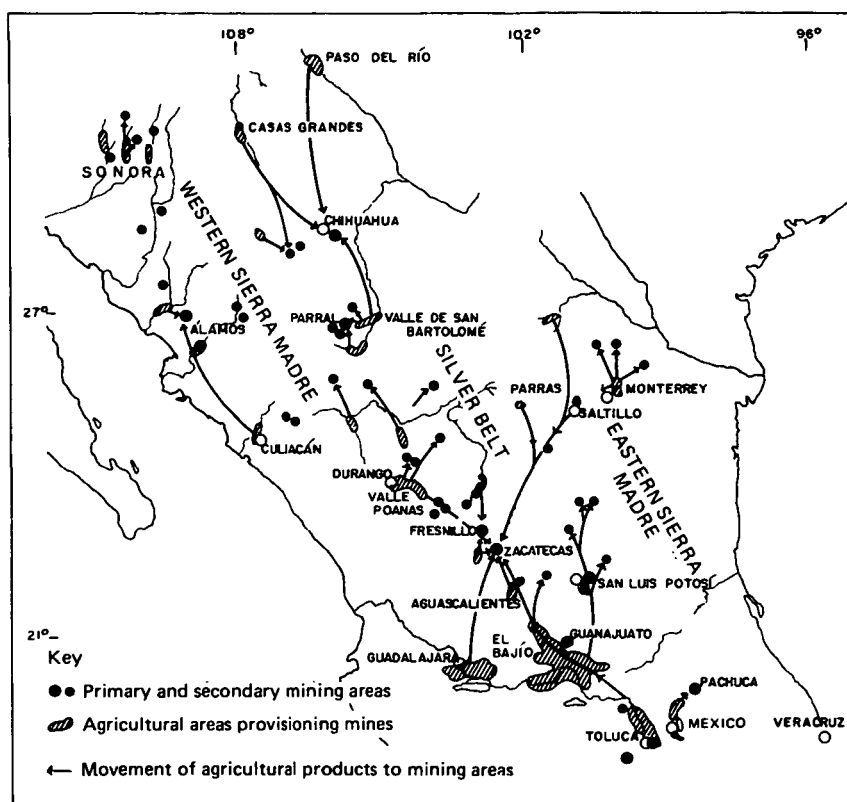 108°
102°
96°
PASO DEL RÍO
CASAS GRANDES
SONORA
WESTERN SIERRA MADRE
CHIHUAHUA
27°
ÁLAMOS
PARRAL
VALLE DE SAN
BARTOLOMÉ
SILVER BELT
PARRAS
MONTERREY
SALTILLO
EASTERN SIERRA
MADRE
CULIACÁN
DURANGO
VALLE
POANAS
FRESNILLO
ZACATECAS
SAN LUIS POTOSÍ
AGUASCALIENTES
21°
EL
BAJÍO
GUANAJUATO
GUADALAJARA
PACHUCA
MEXICO
VERACRUZ
TOLUCA
Key
Primary and secondary mining areas
Agricultural areas provisioning mines
Movement of agricultural products to mining areas